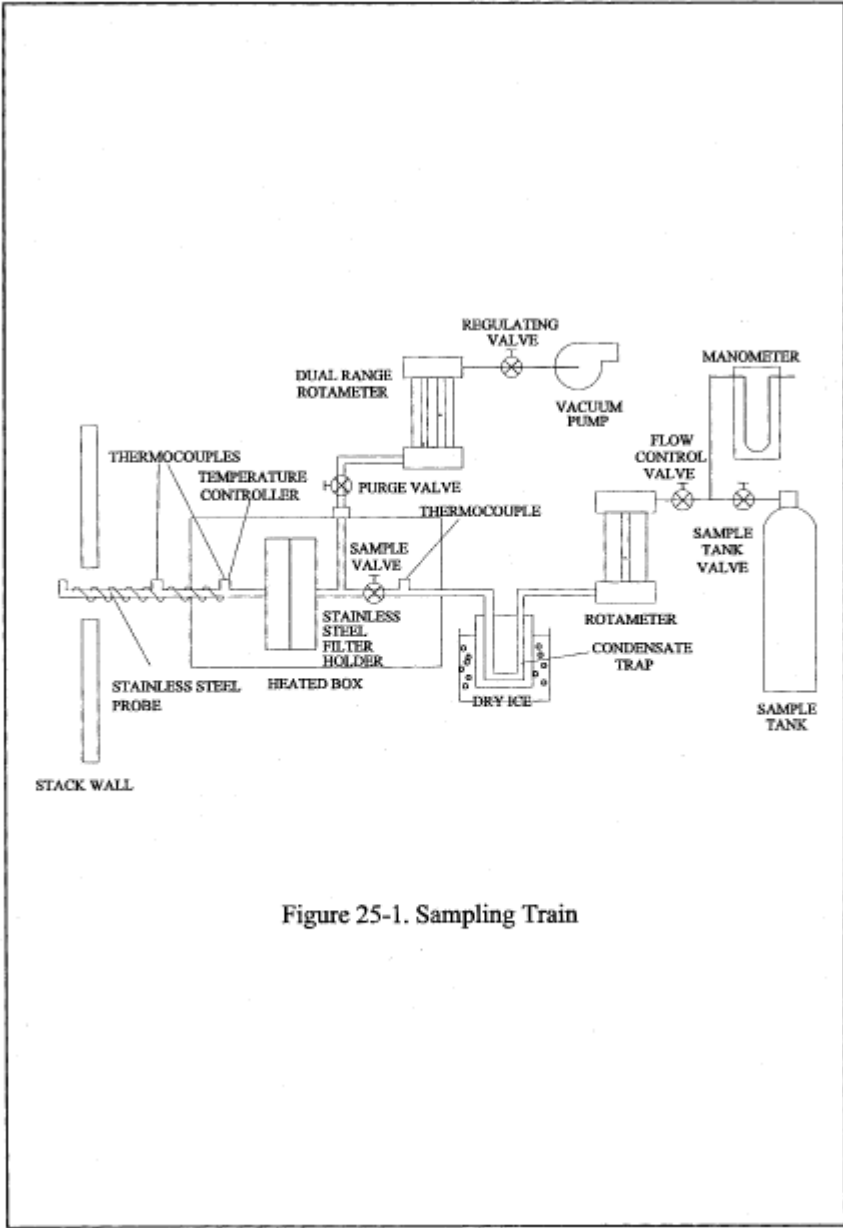 REGULATING
VALVE
MANOMETER
DUAL RANGE
ROTAMETER
VACUUM
PUMP
FLOW
CONTROL
VALVE
THERMOCOUPLES
TEMPERATURE
CONTROLLER
PURGE VALVE
THERMOCOUPLE
SAMPLE
VALVE
SAMPLE
TANK
VALVE
STAINLESS
STEEL
FILTER
HOLDER
ROTAMETER
CONDENSATE
TRAP
HEATED BOX
STAINLESS STEEL
PROBE
DRY ICE
SAMPLE
TANK
STACK WALL
Figure 25-1. Sampling Train